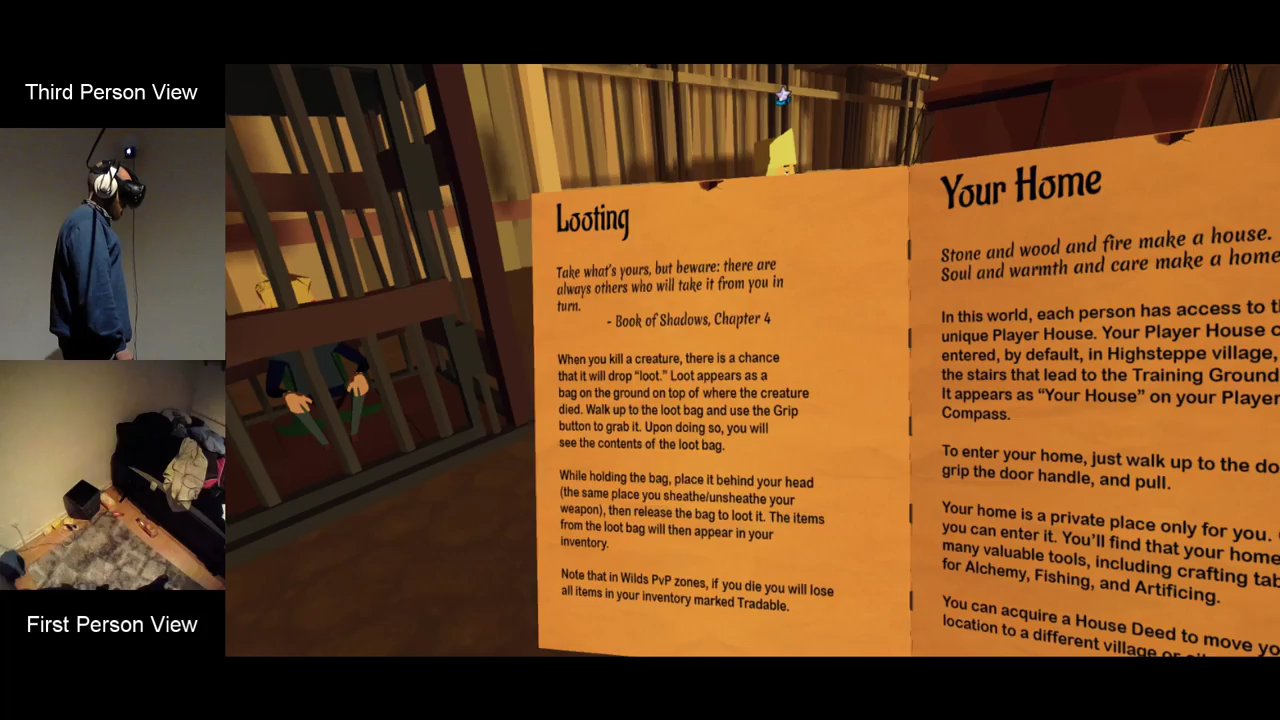 Third Person View
First Person View
Looting
Take what's yours, but beware: there are
always others who will take it from you in
turn.
- Book of Shadows, Chapter 4
When you kill a creature, there is a chance
that it will drop "loot." Loot appears as a
bag on the ground on top of where the creature
died. Walk up to the loot bag and use the Grip
button to grab it. Upon doing so, you will
see the contents of the loot bag.
While holding the bag, place it behind your head
(the same place you sheathe/unsheathe your
weapon), then release the bag to loot it. The items
from the loot bag will then appear in your
inventory.
Note that in Wilds PvP zones, if you die you will lose
all items in your inventory marked Tradable.
Your Home
Stone and wood and fire make a house.
Soul and warmth and care make a home
In this world, each person has access to
unique Player House. Your Player House
entered, by default, in Highsteppe village,
the stairs that lead to the Training Ground
It appears as "Your House" on your Player
Compass.
To enter your home, just walk up to the
grip the door handle, and pull.
Your home is a private place only for you.
you can enter it. You'll find that your home
many valuable tools, including crafting
for Alchemy, Fishing, and Artificing.
You can acquire a House Deed to move
location to a different village or